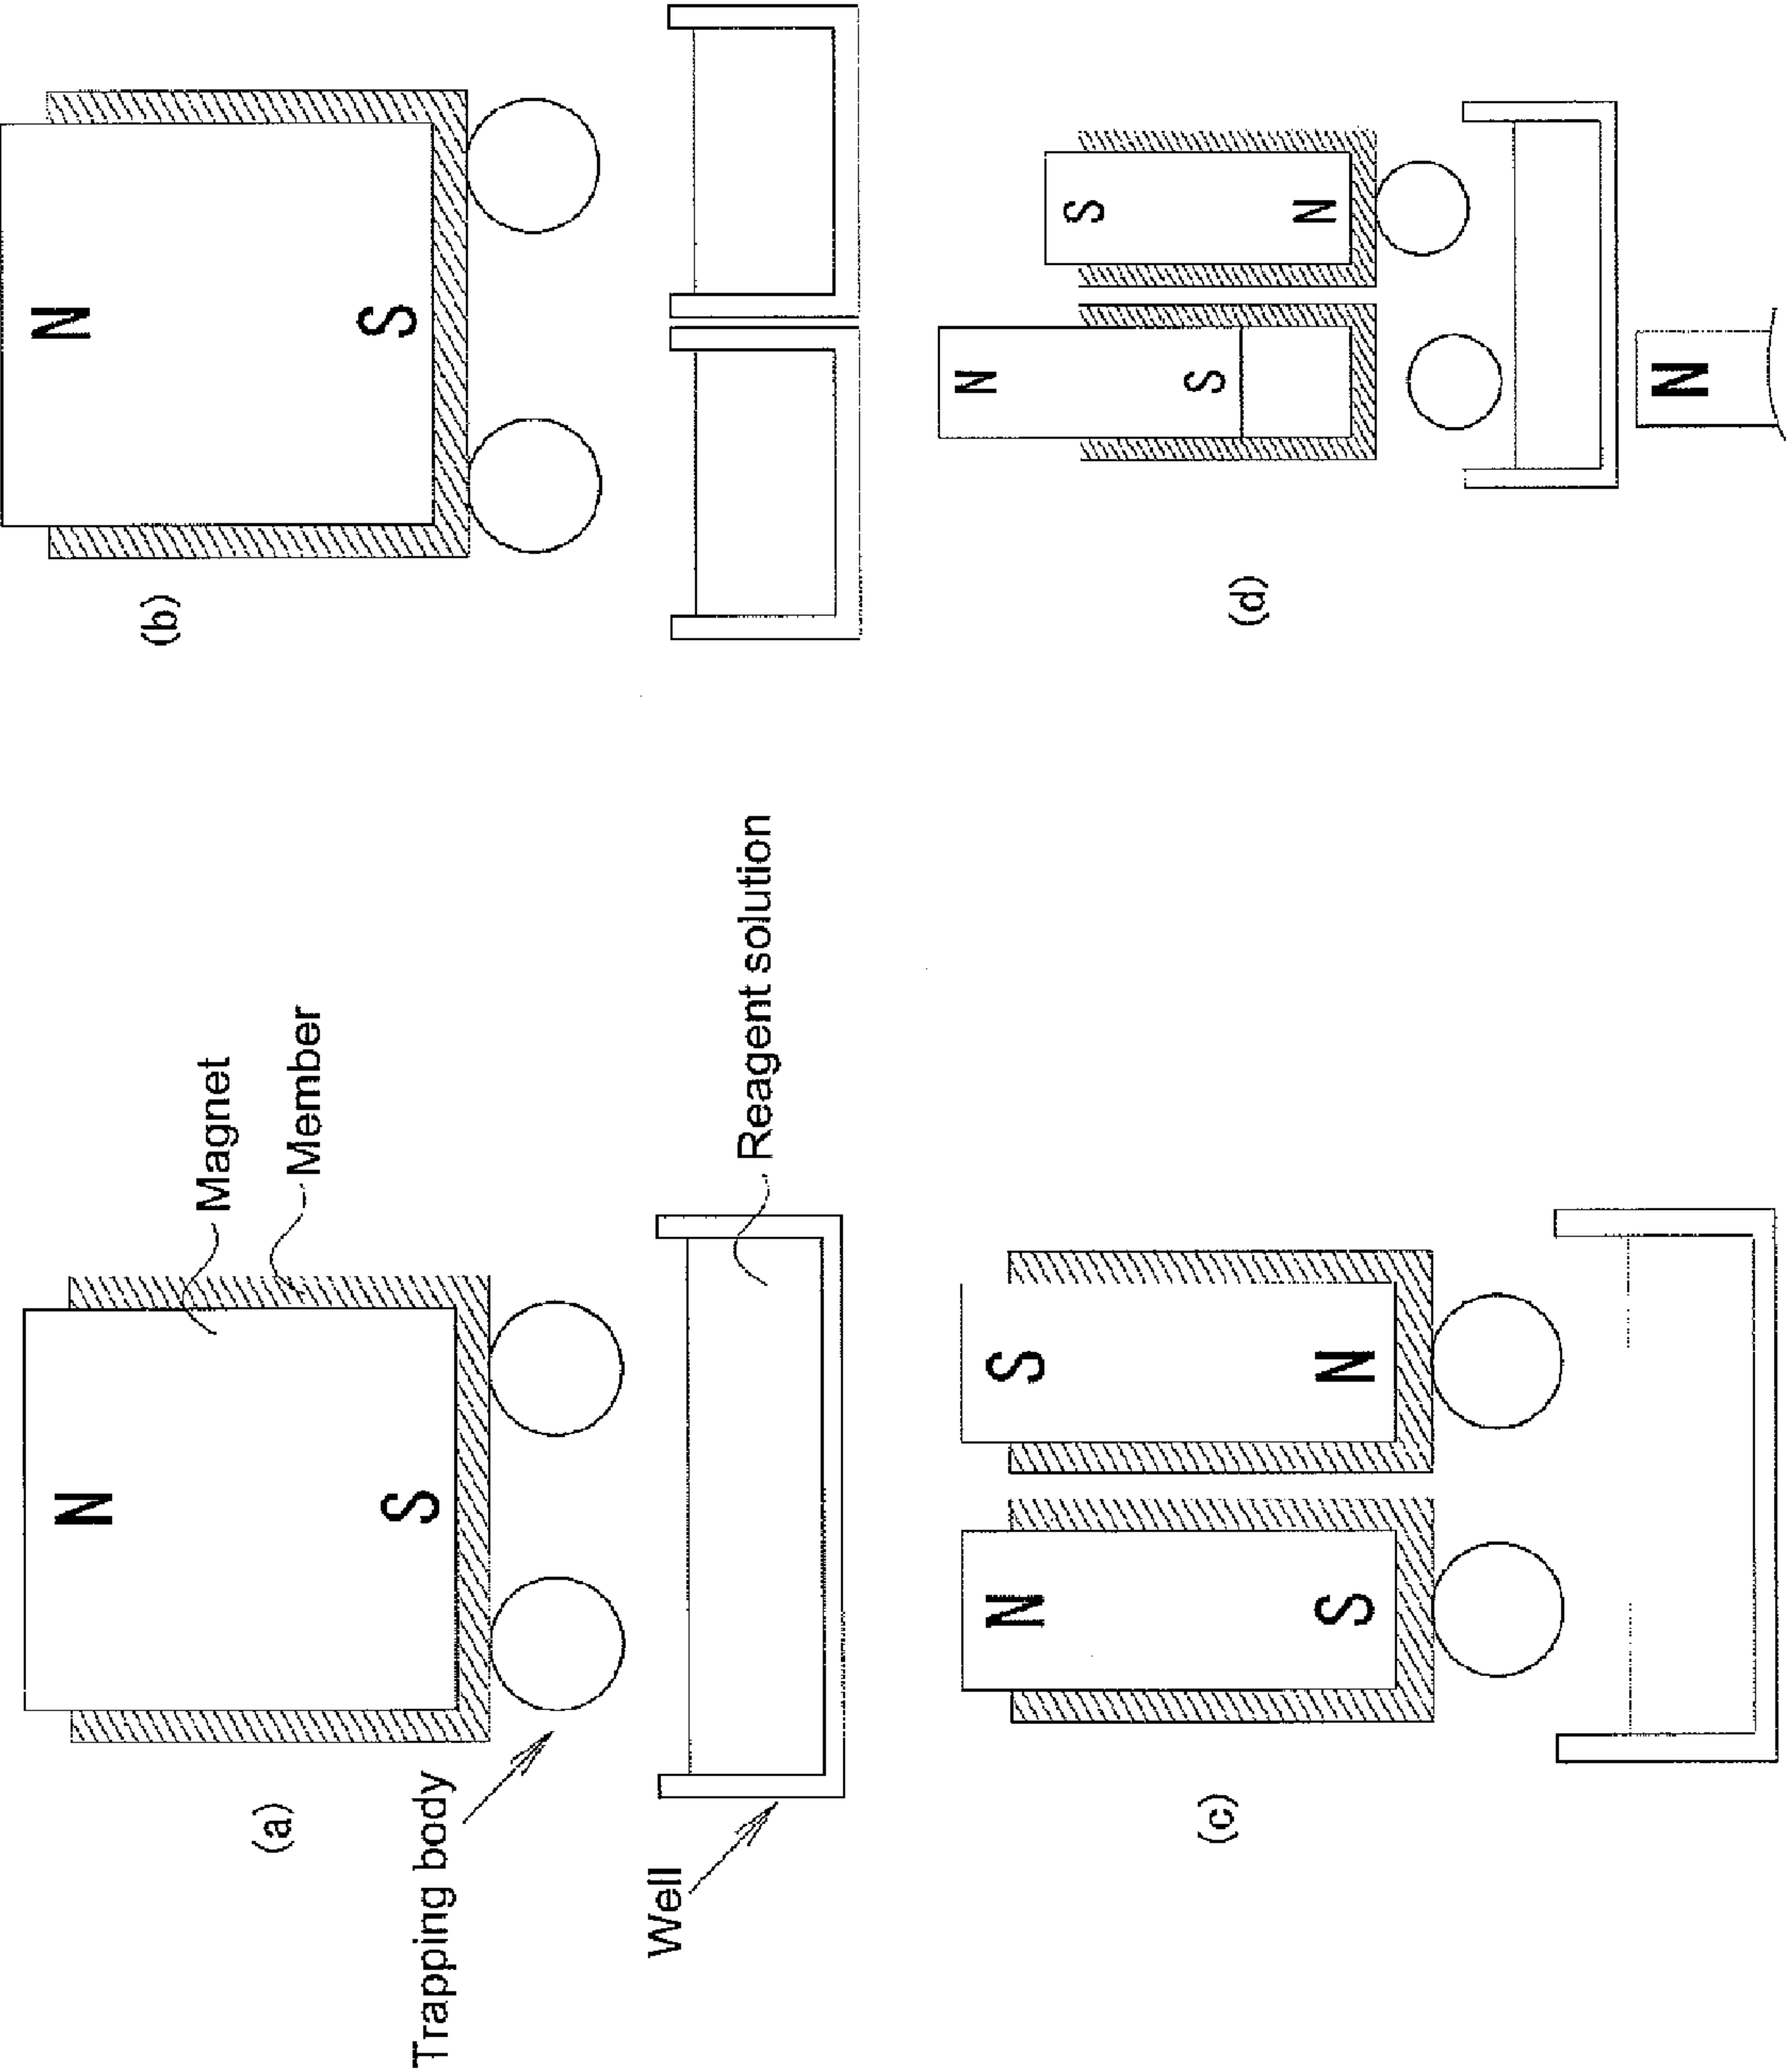 (a)
N
S
Magnet
Member
Trapping body
Well
Reagent solution
(b)
N
S
(c)
N
S
S
N
(d)
N
S
S
N
N